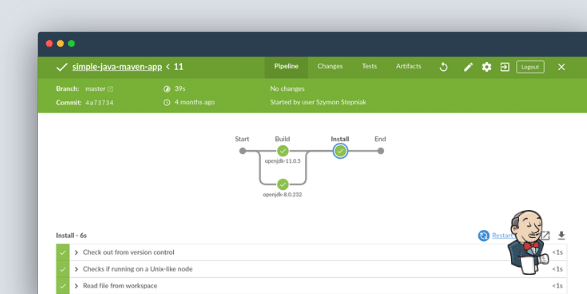 simple-java-maven-app < 11
Pipeline Changes Tests Artifacts Logout
Branch: master 39s No changes
Commit: 4a73734 4 months ago Started by user Szymon Stepniak
Start Build Install End
openjdk-11.0.5
openjdk-8.0.232
Install - 6s Restart
Check out from version control <1s
Checks if running on a Unix-like node <1s
Read file from workspace <1s